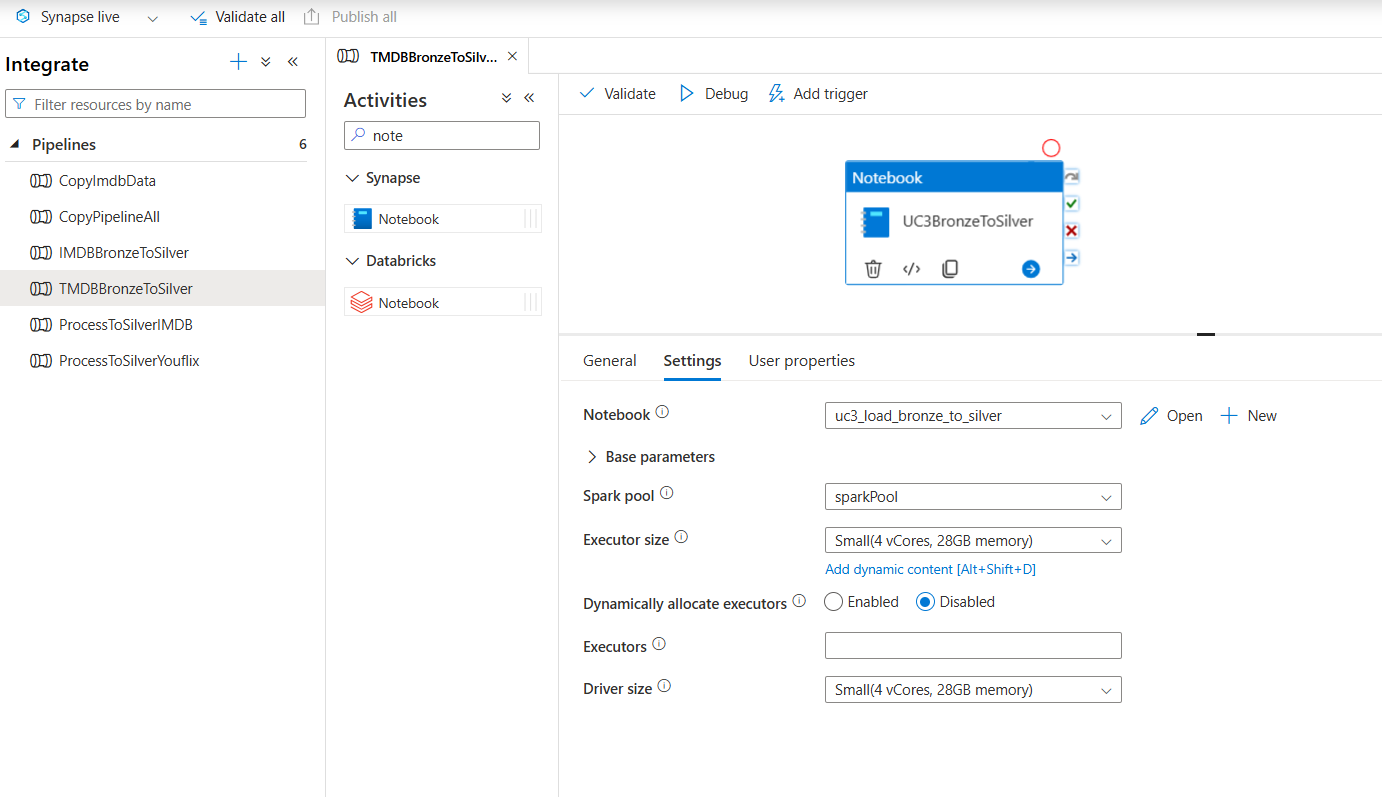 Synapse live
Validate all
Publish all
Integrate
Filter resources by name
Pipelines 6
CopyImdbData
CopyPipelineAll
IMDBBronzeToSilver
TMDBBronzeToSilver
ProcessToSilverIMDB
ProcessToSilverYouflix
TMDBBronzeToSilv...
Activities
note
Synapse
Notebook
Databricks
Notebook
Validate
Debug
Add trigger
Notebook
UC3BronzeToSilver
General
Settings
User properties
Notebook
uc3_load_bronze_to_silver
Open
New
Base parameters
Spark pool
sparkPool
Executor size
Small(4 vCores, 28GB memory)
Add dynamic content [Alt+Shift+D]
Dynamically allocate executors
Enabled
Disabled
Executors
Driver size
Small(4 vCores, 28GB memory)